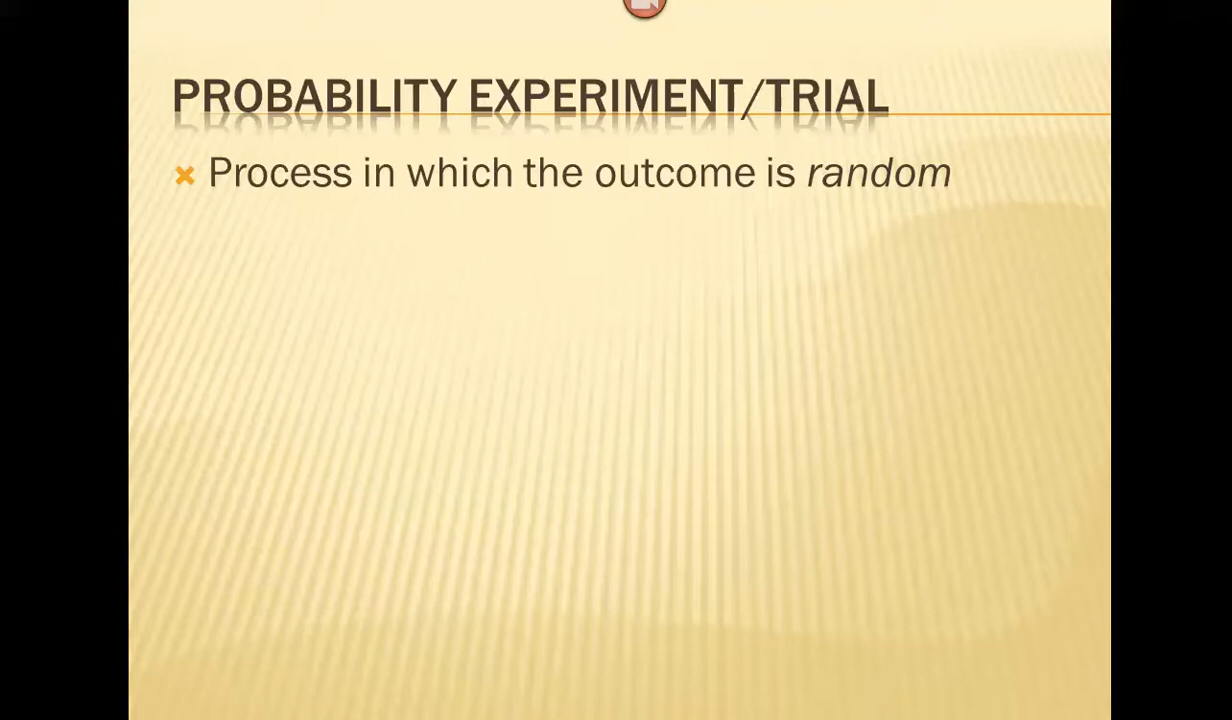 PROBABILITY EXPERIMENT/TRIAL
Process in which the outcome is random